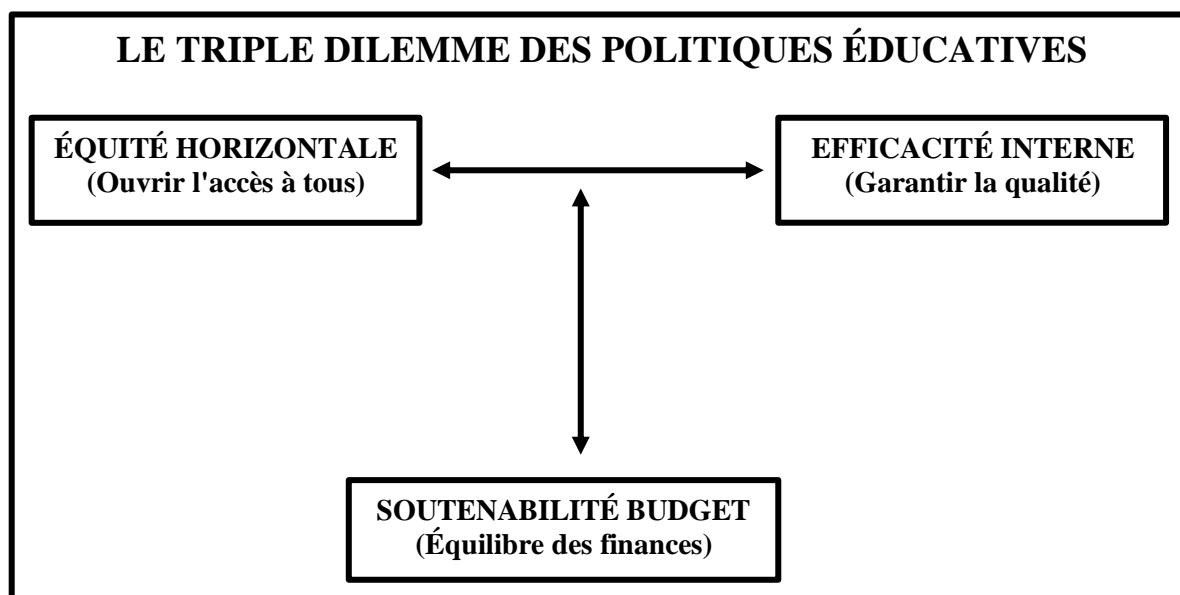 LE TRIPLE DILEMME DES POLITIQUES ÉDUCATIVES
ÉQUITÉ HORIZONTALE
(Ouvrir l'accès à tous)
EFFICACITÉ INTERNE
(Garantir la qualité)
SOUTENABILITÉ BUDGET
(Équilibre des finances)